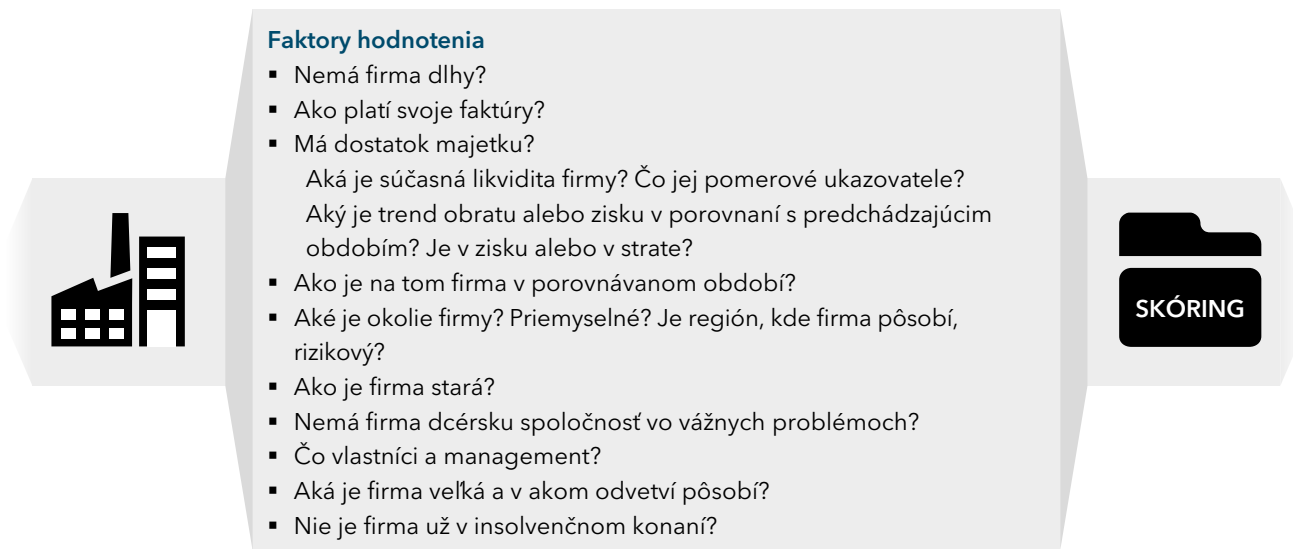 Faktory hodnotenia
▪ Nemá firma dlhy?
▪ Ako platí svoje faktúry?
▪ Má dostatok majetku?
Aká je súčasná likvidita firmy? Čo jej pomerové ukazovatele?
Aký je trend obratu alebo zisku v porovnaní s predchádzajúcim
obdobím? Je v zisku alebo v strate?
▪ Ako je na tom firma v porovnávanom období?
▪ Aké je okolie firmy? Priemyselné? Je región, kde firma pôsobí,
rizikový?
▪ Ako je firma stará?
▪ Nemá firma dcérsku spoločnosť vo vážnych problémoch?
▪ Čo vlastníci a management?
▪ Aká je firma veľká a v akom odvetví pôsobí?
▪ Nie je firma už v insolvenčnom konaní?
SKÓRING